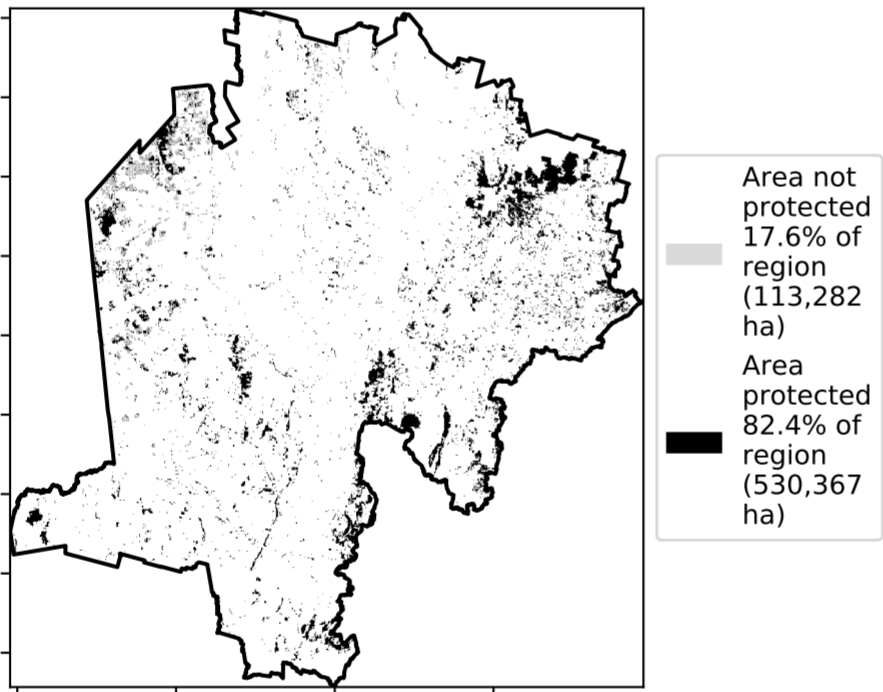 Area not
protected
17.6% of
region
(113,282
ha)
Area
protected
82.4% of
region
(530,367
ha)